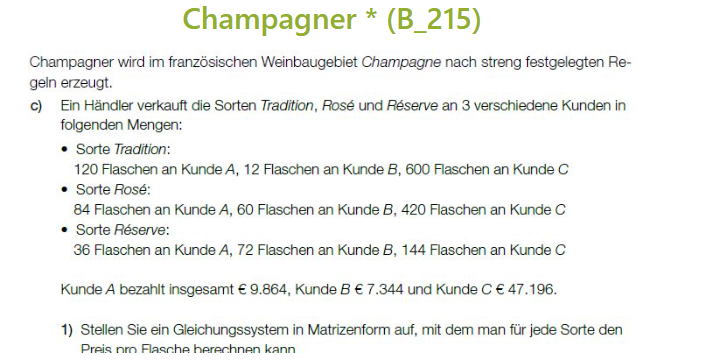 Champagner * (B_215)
Champagner wird im französischen Weinbaugebiet Champagne nach streng festgelegten Re-
geln erzeugt.
c) Ein Händler verkauft die Sorten Tradition, Rosé und Réserve an 3 verschiedene Kunden in
folgenden Mengen:
• Sorte Tradition:
120 Flaschen an Kunde A, 12 Flaschen an Kunde B, 600 Flaschen an Kunde C
• Sorte Rosé:
84 Flaschen an Kunde A, 60 Flaschen an Kunde B, 420 Flaschen an Kunde C
• Sorte Réserve:
36 Flaschen an Kunde A, 72 Flaschen an Kunde B, 144 Flaschen an Kunde C
Kunde A bezahlt insgesamt € 9.864, Kunde B € 7.344 und Kunde C € 47.196.
1) Stellen Sie ein Gleichungssystem in Matrizenform auf, mit dem man für jede Sorte den
Preis pro Flasche berechnen kann